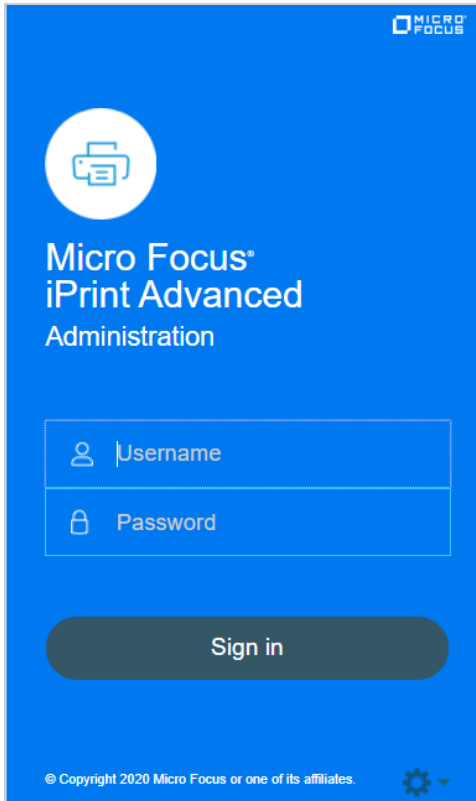 MICRO®
FOCUS
Micro Focus®
iPrint Advanced
Administration
Username
Password
Sign in
© Copyright 2020 Micro Focus or one of its affiliates.